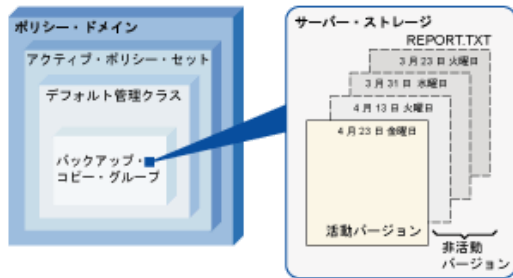 ポリシー・ドメイン
アクティブ・ポリシー・セット
デフォルト管理クラス
バックアップ・
コピー・グループ
サーバー・ストレージ
REPORT.TXT
3 月 23 日 火曜日
3 月 31 日 水曜日
4 月 13 日 火曜日
4 月 23 日 金曜日
活動バージョン
非活動
バージョン